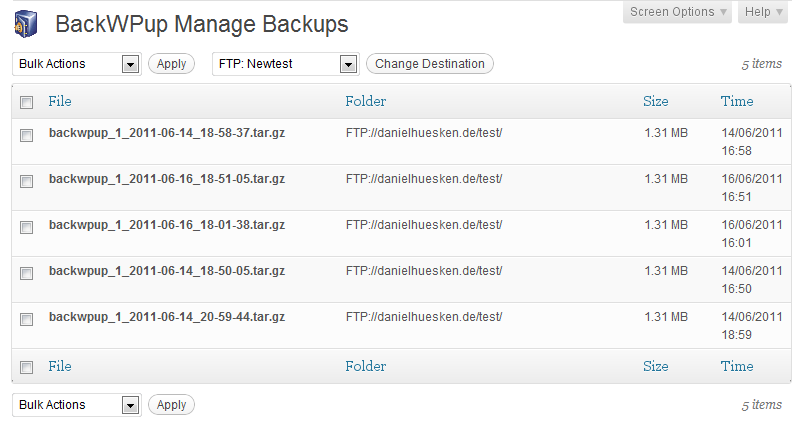 BackWPup Manage Backups
Screen Options
Help
Bulk Actions Apply FTP: Newtest Change Destination 5 items
File Folder Size Time
backwpup_1_2011-06-14_18-58-37.tar.gz FTP://danielhuesken.de/test/ 1.31 MB 14/06/2011
16:58
backwpup_1_2011-06-16_18-51-05.tar.gz FTP://danielhuesken.de/test/ 1.31 MB 16/06/2011
16:51
backwpup_1_2011-06-16_18-01-38.tar.gz FTP://danielhuesken.de/test/ 1.31 MB 16/06/2011
16:01
backwpup_1_2011-06-14_18-50-05.tar.gz FTP://danielhuesken.de/test/ 1.31 MB 14/06/2011
16:50
backwpup_1_2011-06-14_20-59-44.tar.gz FTP://danielhuesken.de/test/ 1.31 MB 14/06/2011
18:59
File Folder Size Time
Bulk Actions Apply 5 items